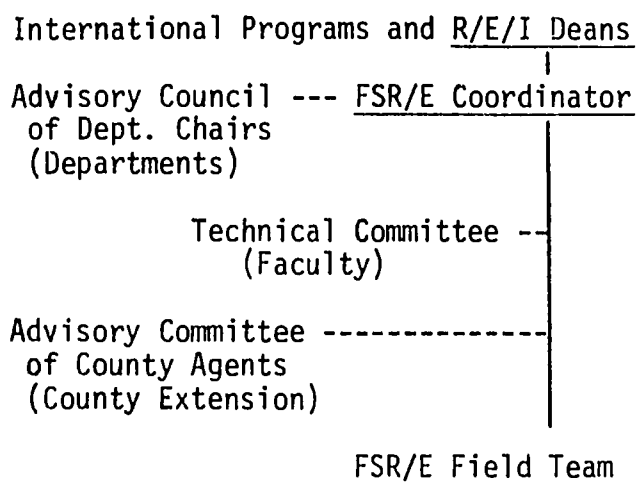 International Programs and R/E/I Deans
Advisory Council --- FSR/E Coordinator
of Dept. Chairs
(Departments)
Technical Committee --
(Faculty)
Advisory Committee ---------------
of County Agents
(County Extension)
FSR/E Field Team